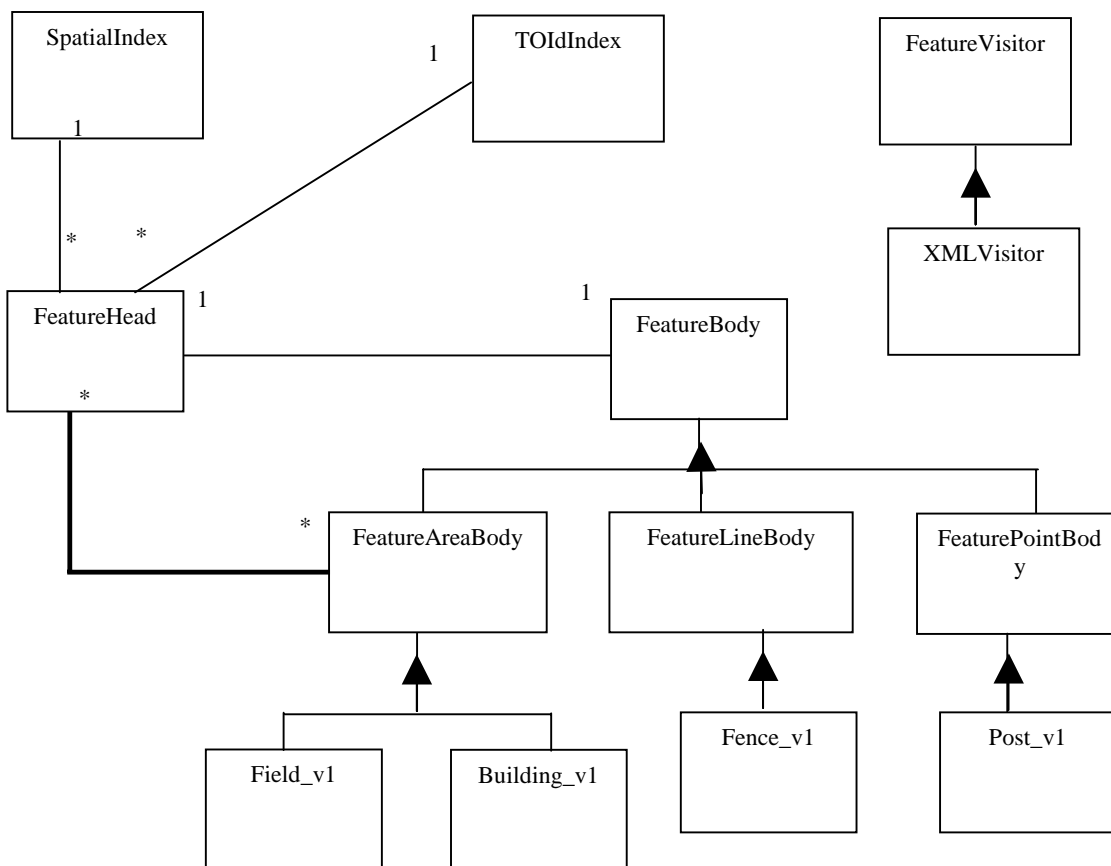 SpatialIndex
TOIdIndex
FeatureVisitor
1
1
*
*
XMLVisitor
FeatureHead
1
1
FeatureBody
*
*
FeatureAreaBody
FeatureLineBody
FeaturePointBod
y
Field_v1
Building_v1
Fence_v1
Post_v1